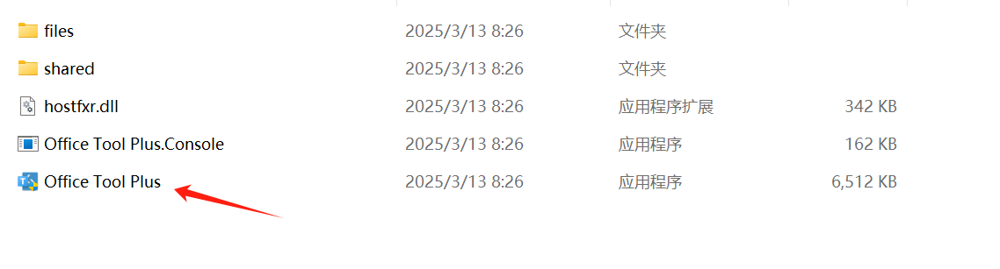 files 2025/3/13 8:26 文件夹
shared 2025/3/13 8:26 文件夹
hostfxr.dll 2025/3/13 8:26 应用程序扩展 342 KB
Office Tool Plus.Console 2025/3/13 8:26 应用程序 162 KB
Office Tool Plus 2025/3/13 8:26 应用程序 6,512 KB